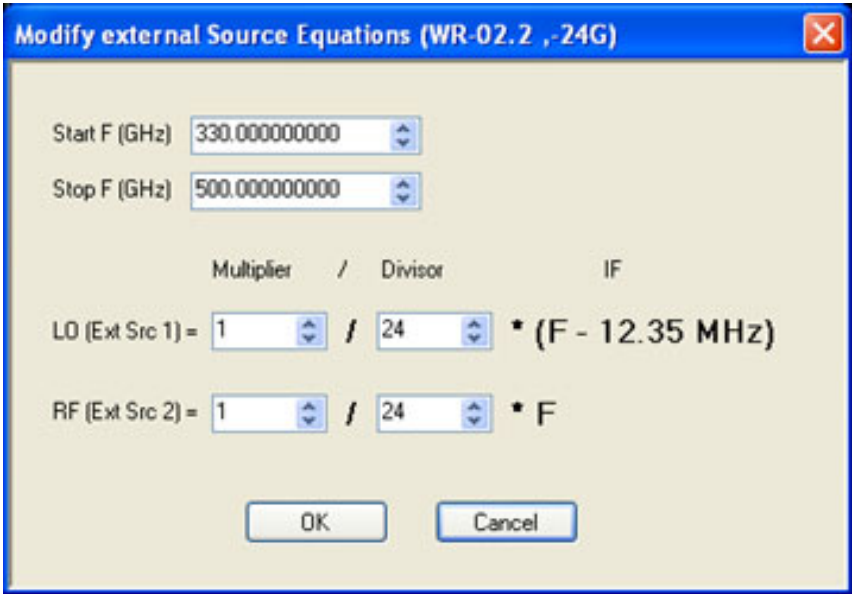 Modify external Source Equations (WR-02.2 ,-24G)
Start F (GHz) 330.000000000
Stop F (GHz) 500.000000000
Multiplier / Divisor IF
LO (Ext Src 1) = 1 / 24 * (F - 12.35 MHz)
RF (Ext Src 2) = 1 / 24 * F
OK Cancel